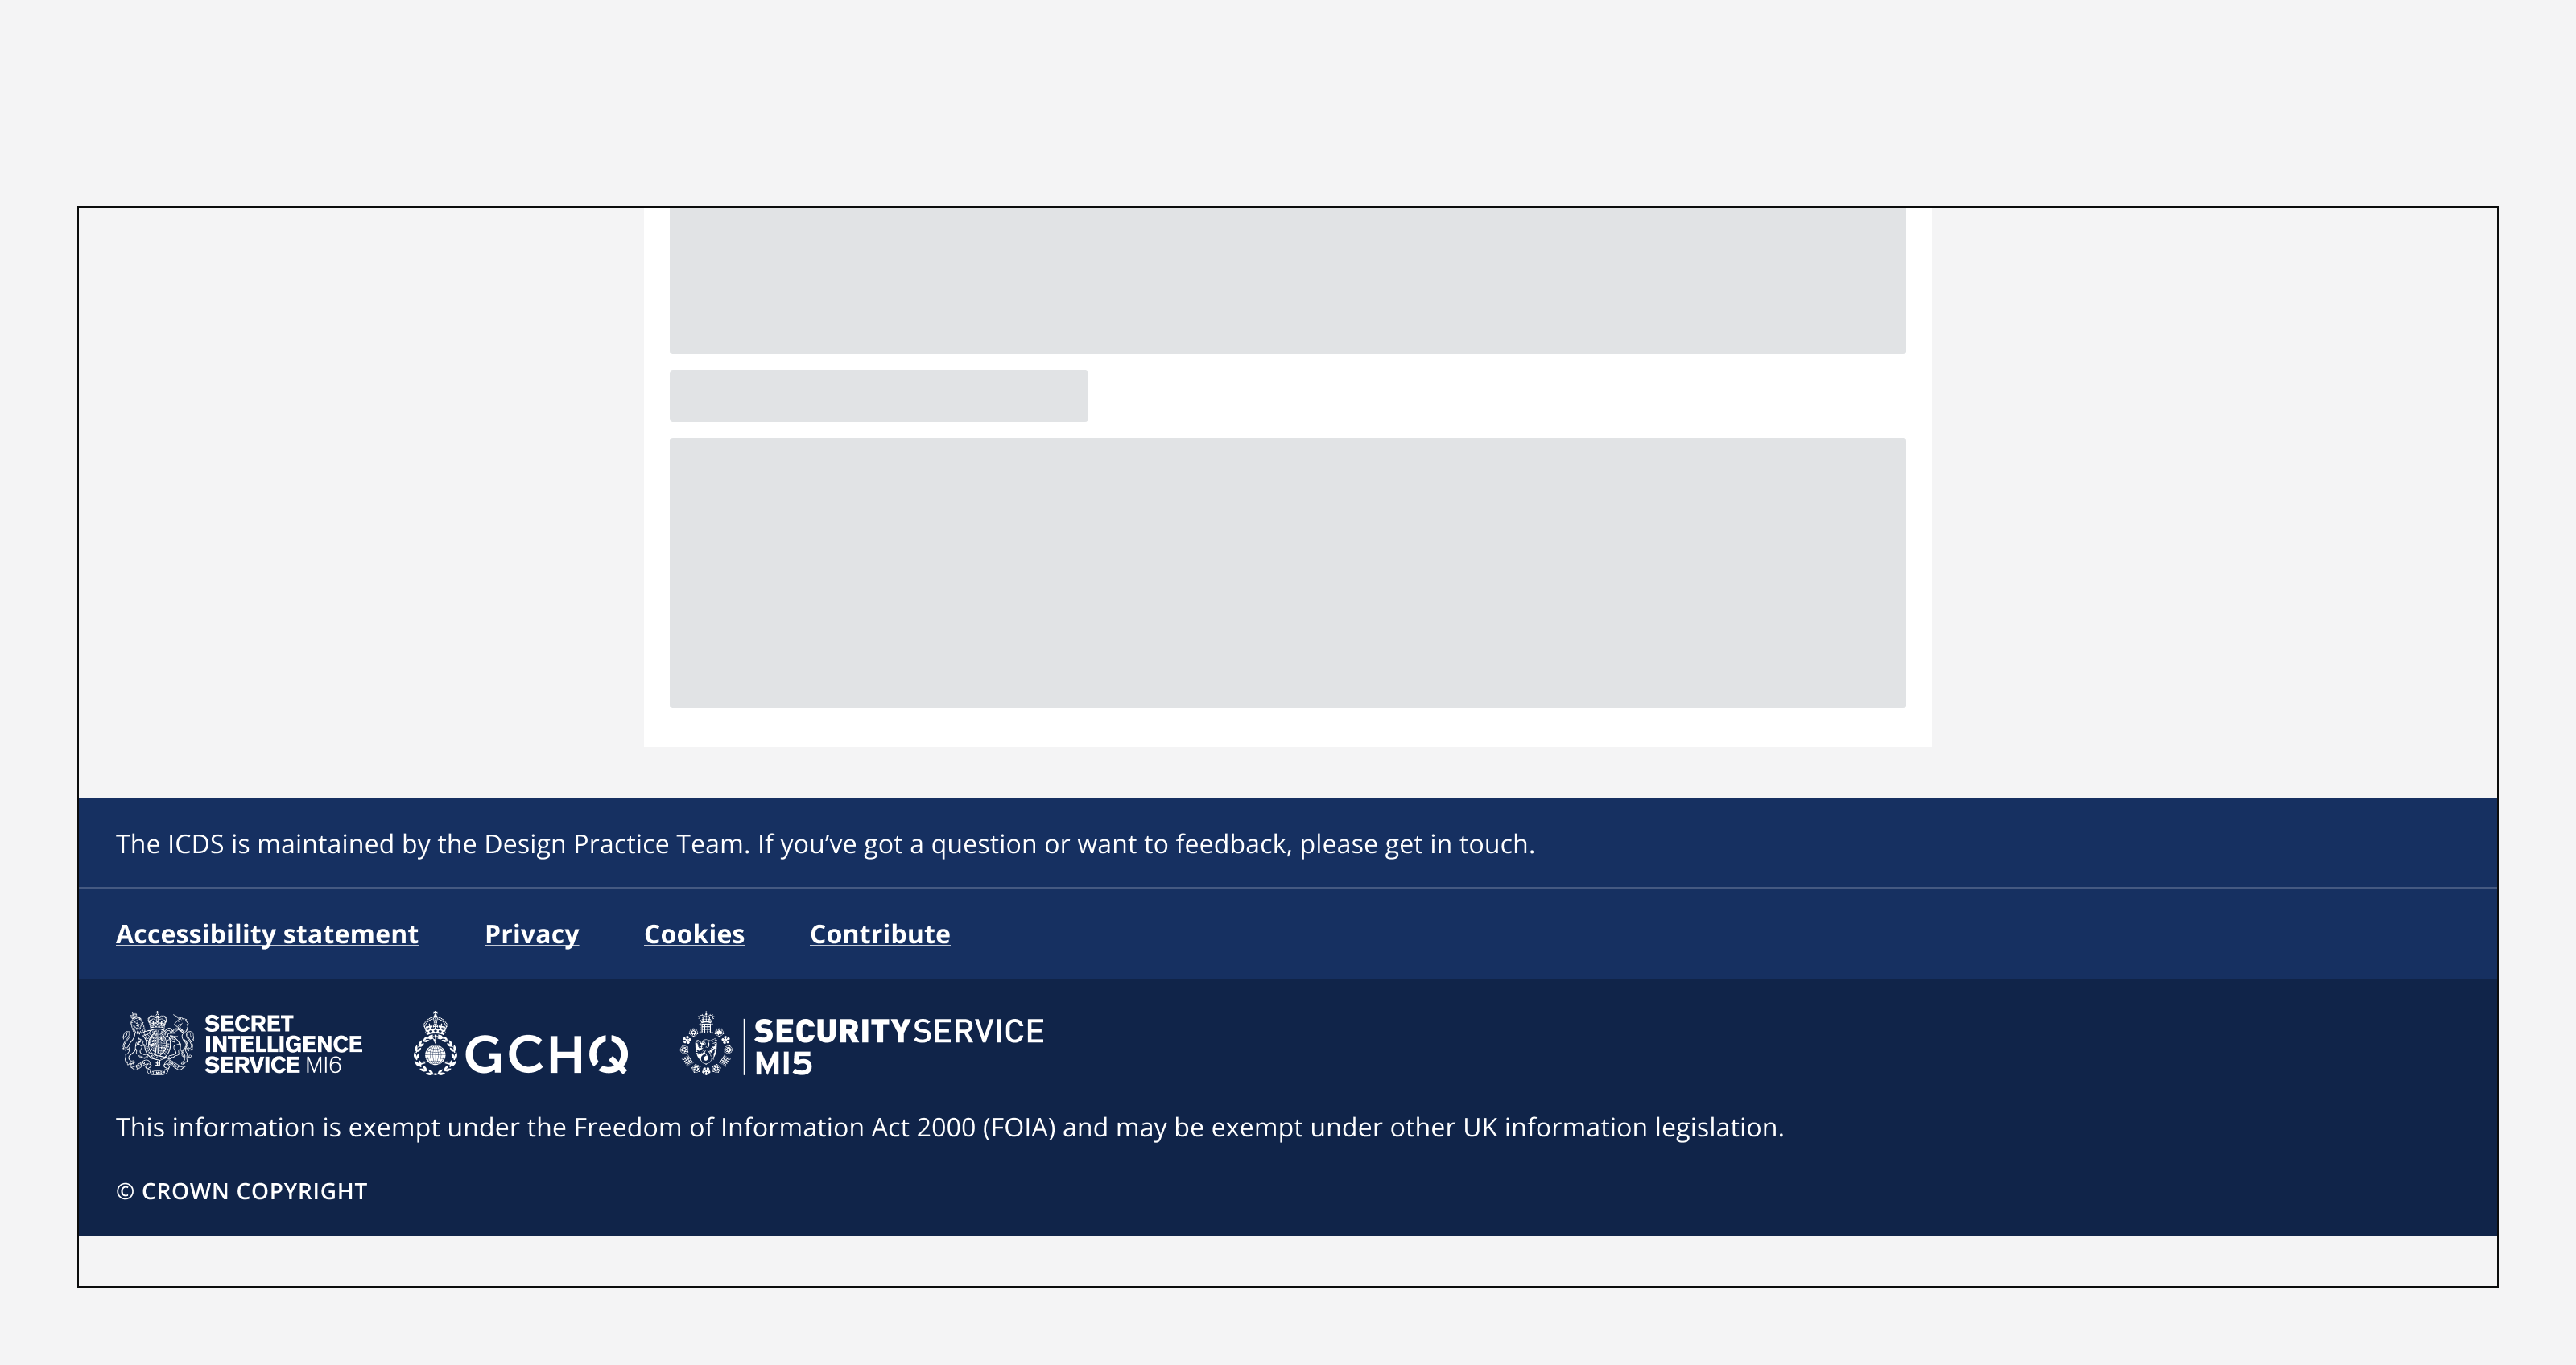 The ICDS is maintained by the Design Practice Team. If you’ve got a question or want to feedback, please get in touch.
Accessibility statement Privacy Cookies Contribute
SECRET
INTELLIGENCE
SERVICE MI6
GCHQ
SECURITYSERVICE
MI5
This information is exempt under the Freedom of Information Act 2000 (FOIA) and may be exempt under other UK information legislation.
© CROWN COPYRIGHT